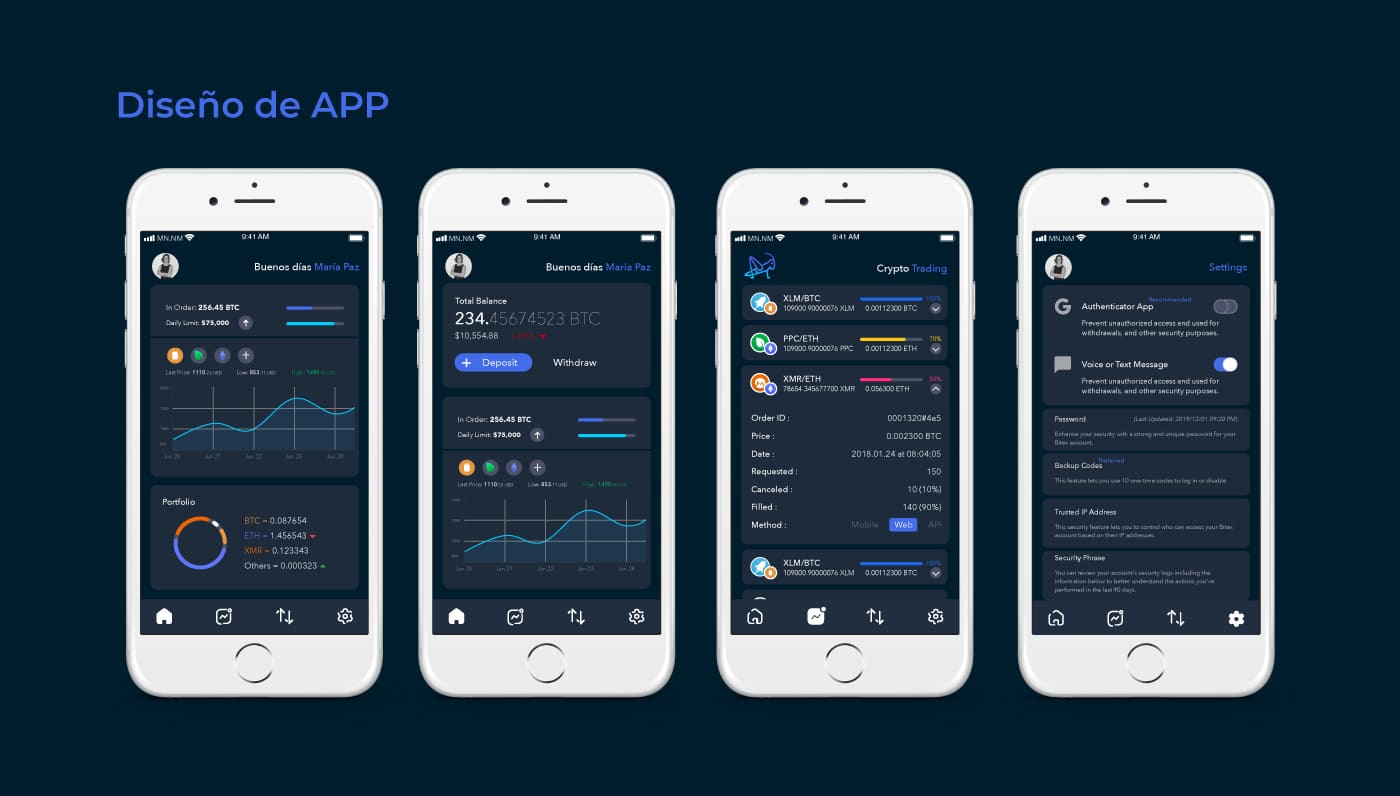 Diseño de APP
MN.NM 9:41 AM
Buenos días María Paz
In Order: 256.45 BTC
Daily Limit: $75,000
Last Price: 1110.23 USD Low: 853.11 USD High:
Jun 20 Jun 21 Jun 22 Jun 23 Jun 24
Portfolio
BTC = 0.087654
ETH = 1.456543
XMR = 0.123343
Others = 0.000323
MN.NM 9:41 AM
Buenos días María Paz
Total Balance
234.45674523 BTC
$10,554.88
+ Deposit Withdraw
In Order: 256.45 BTC
Daily Limit: $75,000
Last Price: 1110.23 USD Low: 853.11 USD High:
Jun 20 Jun 21 Jun 22 Jun 23 Jun 24
MN.NM 9:41 AM
Crypto Trading
XLM/BTC 100%
109000.90000076 XLM 0.00112300 BTC
PPC/ETH 70%
109000.90000076 PPC 0.00112300 ETH
XMR/ETH 50%
78654.345677700 XMR 0.056300 ETH
Order ID : 0001320#4e5
Price : 0.002300 BTC
Date : 2018.01.24 at 08:04:05
Requested : 150
Canceled : 10 (10%)
Filled : 140 (90%)
Method : Mobile Web API
XLM/BTC 100%
109000.90000076 XLM 0.00112300 BTC
MN.NM 9:41 AM
Settings
Recommended
Authenticator App
Prevent unauthorized access and used for
withdrawals, and other security purposes.
Voice or Text Message
Prevent unauthorized access and used for
withdrawals, and other security purposes.
Password (Last Updated: 2019/12/01 09:20 PM)
Enhance your security with a strong and unique password for your
Bitex account.
Preferred
Backup Codes
This feature lets you use 10 one-time codes to log in or disable
Trusted IP Address
This security feature lets you to control who can access your Bitex
account based on their IP addresses.
Security Phrase
You can review your account's security logs including the
information below to better understand the actions you've
performed in the last 90 days.